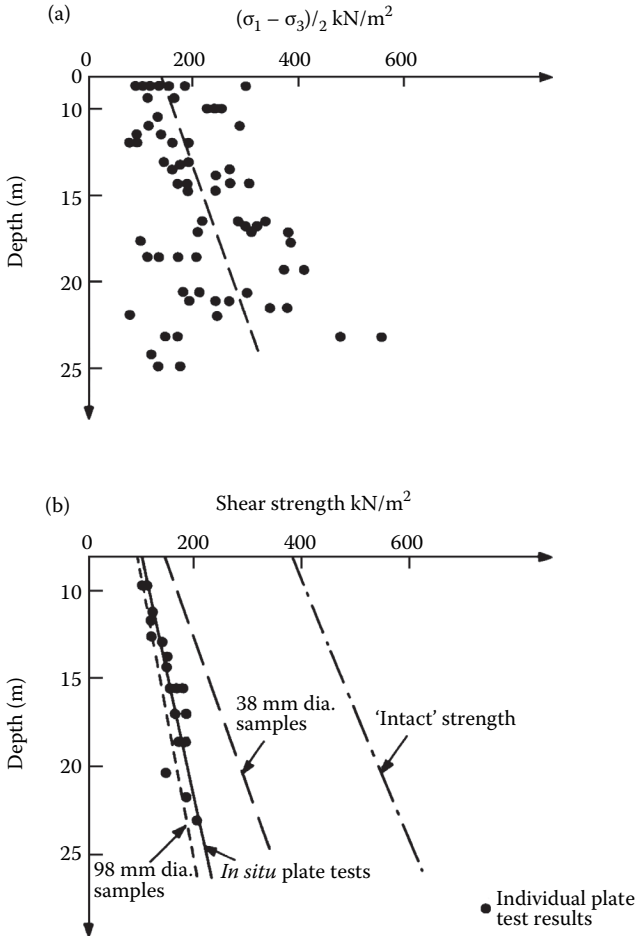 (a)
(σ₁ – σ₃)/₂ kN/m²
0 200 400 600
0
10
15
20
25
Depth (m)
(b)
Shear strength kN/m²
0 200 400 600
10
15
20
25
Depth (m)
38 mm dia.
samples
‘Intact’ strength
98 mm dia.
samples
In situ plate tests
Individual plate
test results